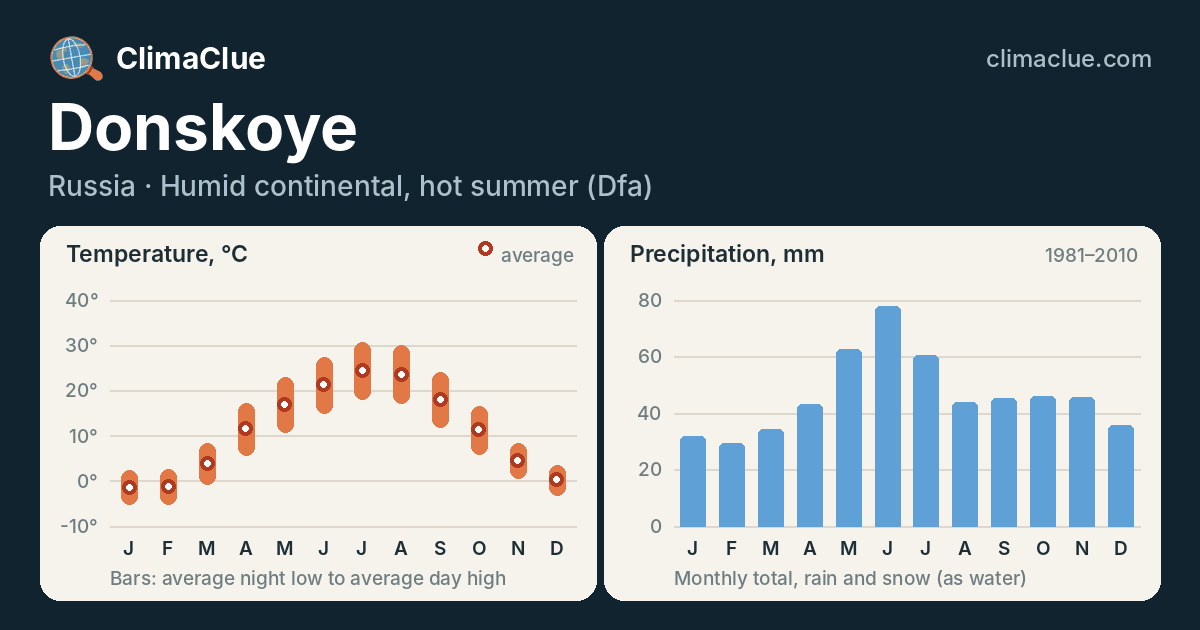 ClimaClue
climaclue.com
Donskoye
Russia · Humid continental, hot summer (Dfa)
Temperature, °C
average
40°
30°
20°
10°
0°
-10°
J F M A M J J A S O N D
Bars: average night low to average day high
Precipitation, mm
1981–2010
80
60
40
20
0
J F M A M J J A S O N D
Monthly total, rain and snow (as water)